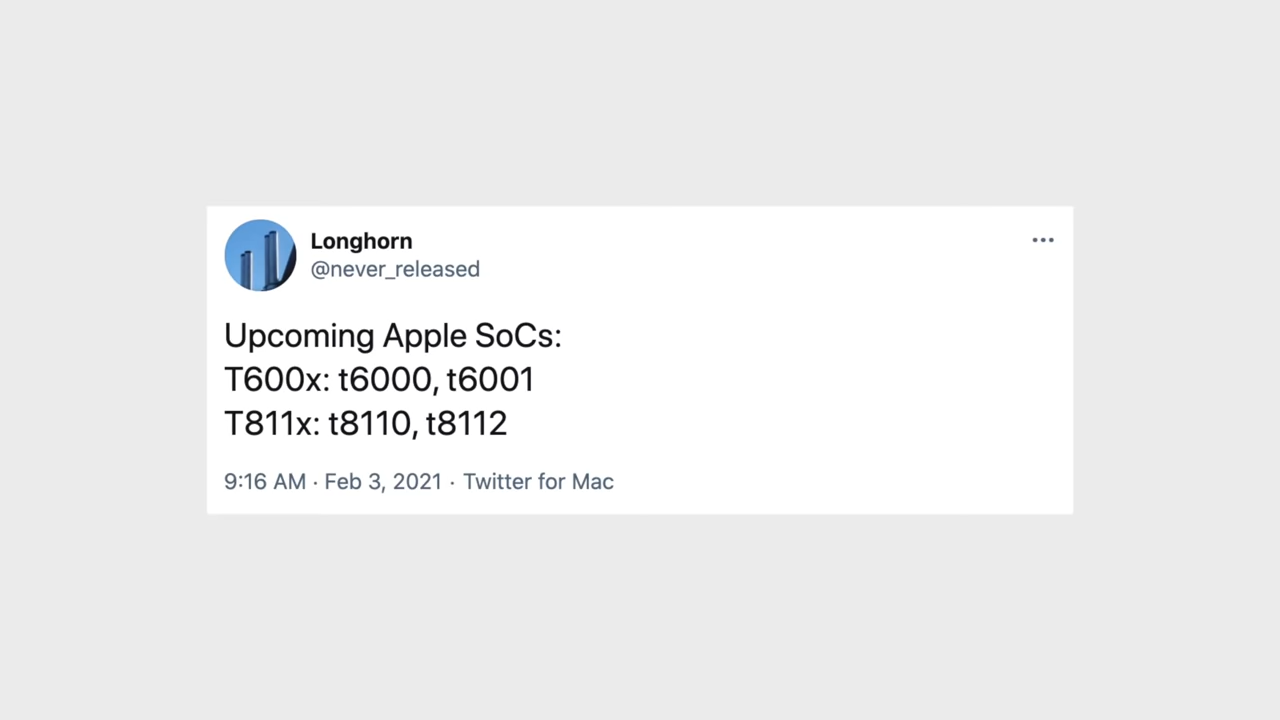 Longhorn
@never_released
Upcoming Apple SoCs:
T600x: t6000, t6001
T811x: t8110, t8112
9:16 AM · Feb 3, 2021 · Twitter for Mac